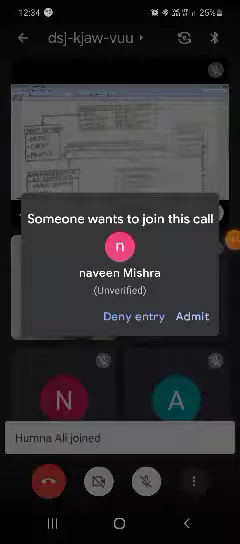 12:34
25%
dsj-kjaw-vuu
Someone wants to join this call
n
naveen Mishra
(Unverified)
Deny entry
Admit
N
A
Humna Ali joined